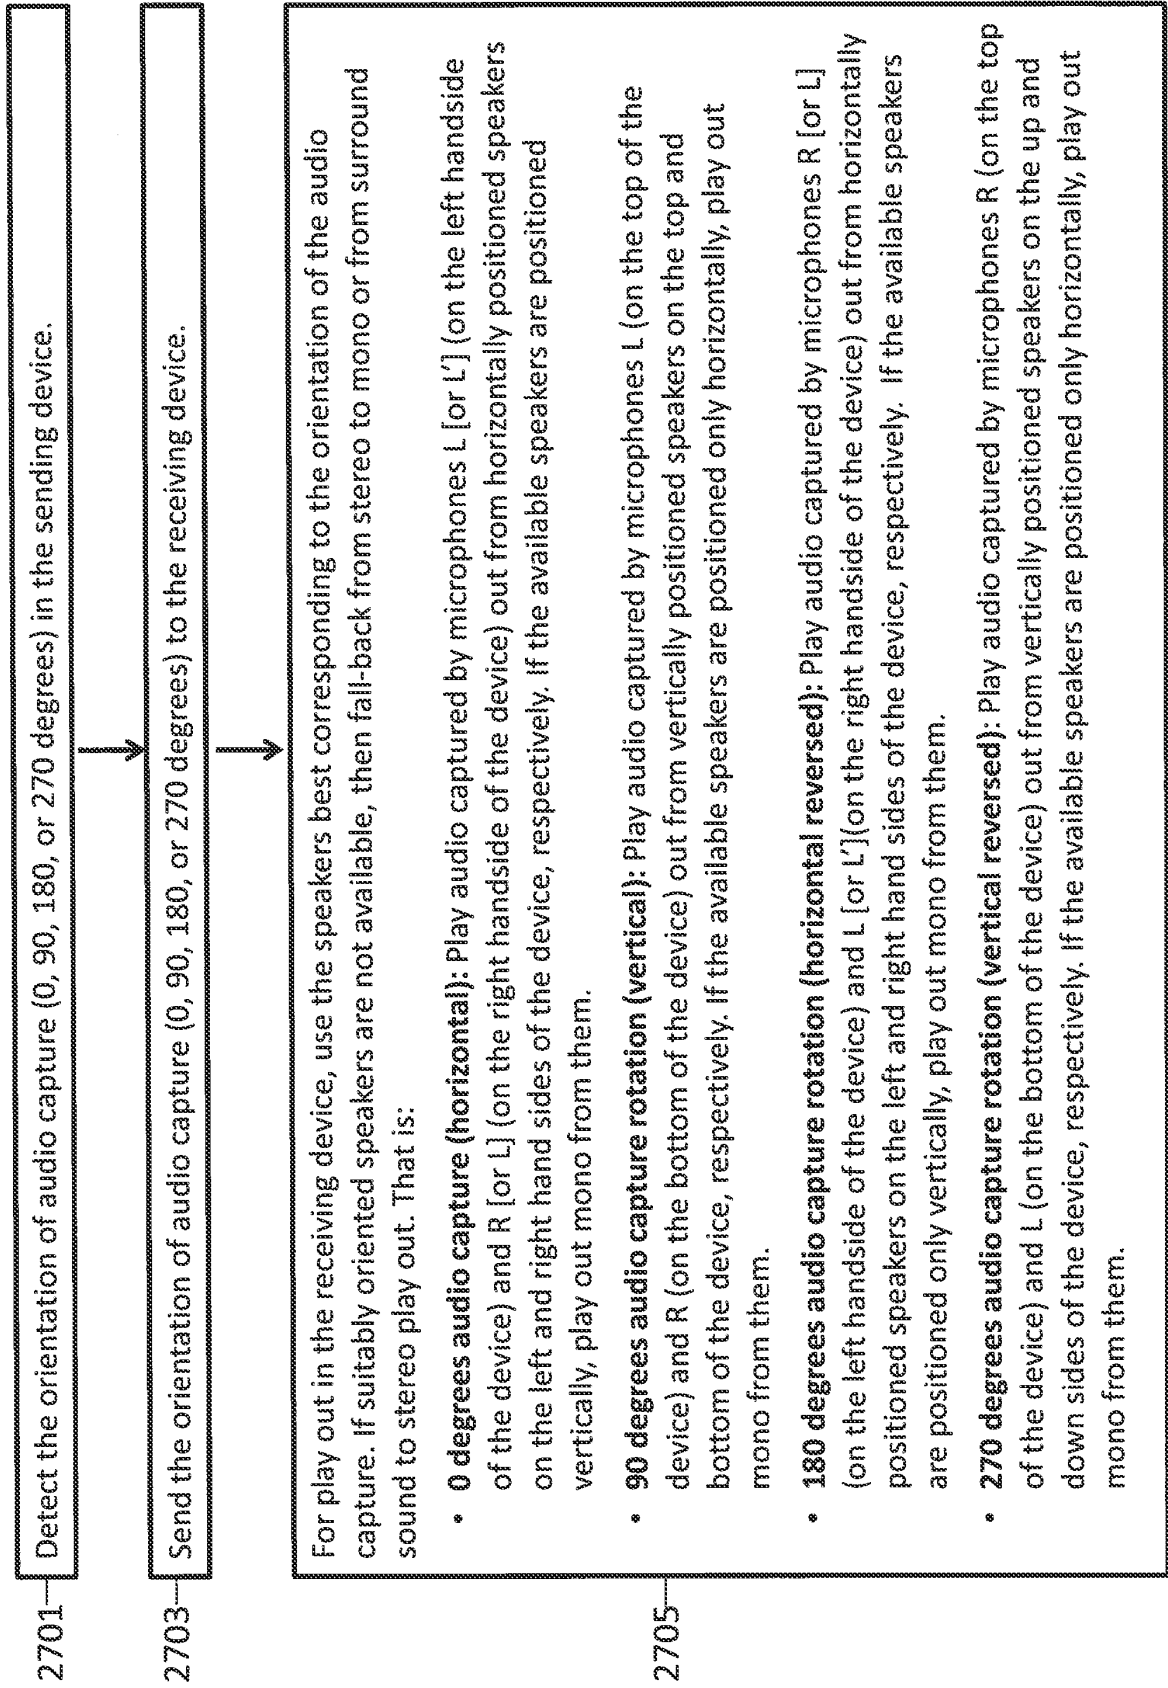 2701
Detect the orientation of audio capture (0, 90, 180, or 270 degrees) in the sending device.
2703
Send the orientation of audio capture (0, 90, 180, or 270 degrees) to the receiving device.
2705
For play out in the receiving device, use the speakers best corresponding to the orientation of the audio
capture. If suitably oriented speakers are not available, then fall-back from stereo to mono or from surround
sound to stereo play out. That is:
• 0 degrees audio capture (horizontal): Play audio captured by microphones L [or L'] (on the left handside
of the device) and R [or L] (on the right handside of the device) out from horizontally positioned speakers
on the left and right hand sides of the device, respectively. If the available speakers are positioned
vertically, play out mono from them.
• 90 degrees audio capture rotation (vertical): Play audio captured by microphones L (on the top of the
device) and R (on the bottom of the device) out from vertically positioned speakers on the top and
bottom of the device, respectively. If the available speakers are positioned only horizontally, play out
mono from them.
• 180 degrees audio capture rotation (horizontal reversed): Play audio captured by microphones R [or L]
(on the left handside of the device) and L [or L'](on the right handside of the device) out from horizontally
positioned speakers on the left and right hand sides of the device, respectively. If the available speakers
are positioned only vertically, play out mono from them.
• 270 degrees audio capture rotation (vertical reversed): Play audio captured by microphones R (on the top
of the device) and L (on the bottom of the device) out from vertically positioned speakers on the up and
down sides of the device, respectively. If the available speakers are positioned only horizontally, play out
mono from them.